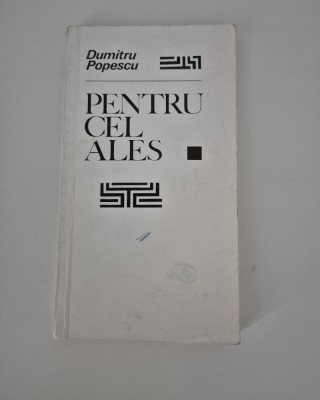 Dumitru
Popescu
PENTRU
CEL
ALES